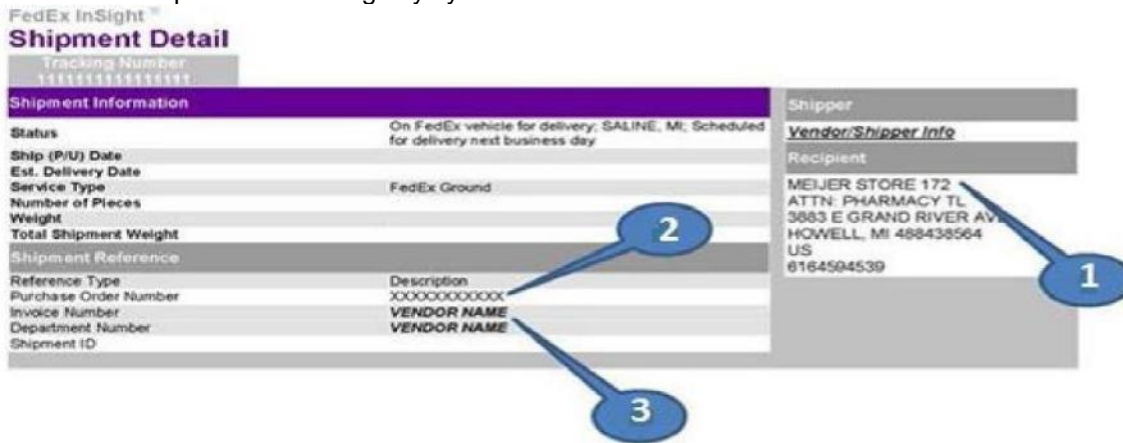 FedEx InSight
Shipment Detail
Tracking Number
1111111111111111
Shipment Information
Status On FedEx vehicle for delivery; SALINE, MI; Scheduled
for delivery next business day
Ship (P/U) Date
Est. Delivery Date
Service Type FedEx Ground
Number of Pieces
Weight
Total Shipment Weight
Shipment Reference
Reference Type Description
Purchase Order Number XXXXXXXXXXX
Invoice Number VENDOR NAME
Department Number VENDOR NAME
Shipment ID
Shipper
Vendor/Shipper Info
Recipient
MEIJER STORE 172
ATTN: PHARMACY TL
3883 E GRAND RIVER AVE
HOWELL, MI 488438564
US
6164594539
2
1
3